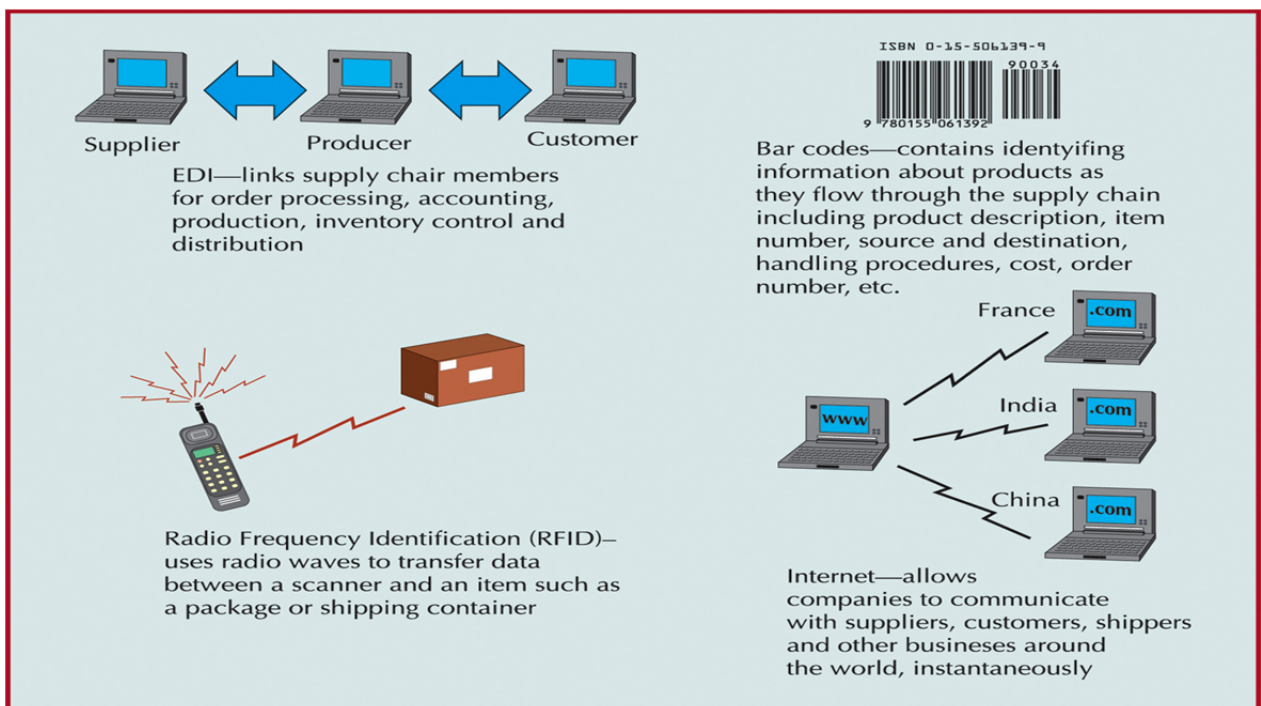 Supplier
Producer
Customer
EDI—links supply chair members
for order processing, accounting,
production, inventory control and
distribution
ISBN 0-15-506139-9
90034
9 780155 061392
Bar codes—contains identyifing
information about products as
they flow through the supply chain
including product description, item
number, source and destination,
handling procedures, cost, order
number, etc.
Radio Frequency Identification (RFID)–
uses radio waves to transfer data
between a scanner and an item such as
a package or shipping container
www
France
.com
India
.com
China
.com
Internet—allows
companies to communicate
with suppliers, customers, shippers
and other busineses around
the world, instantaneously